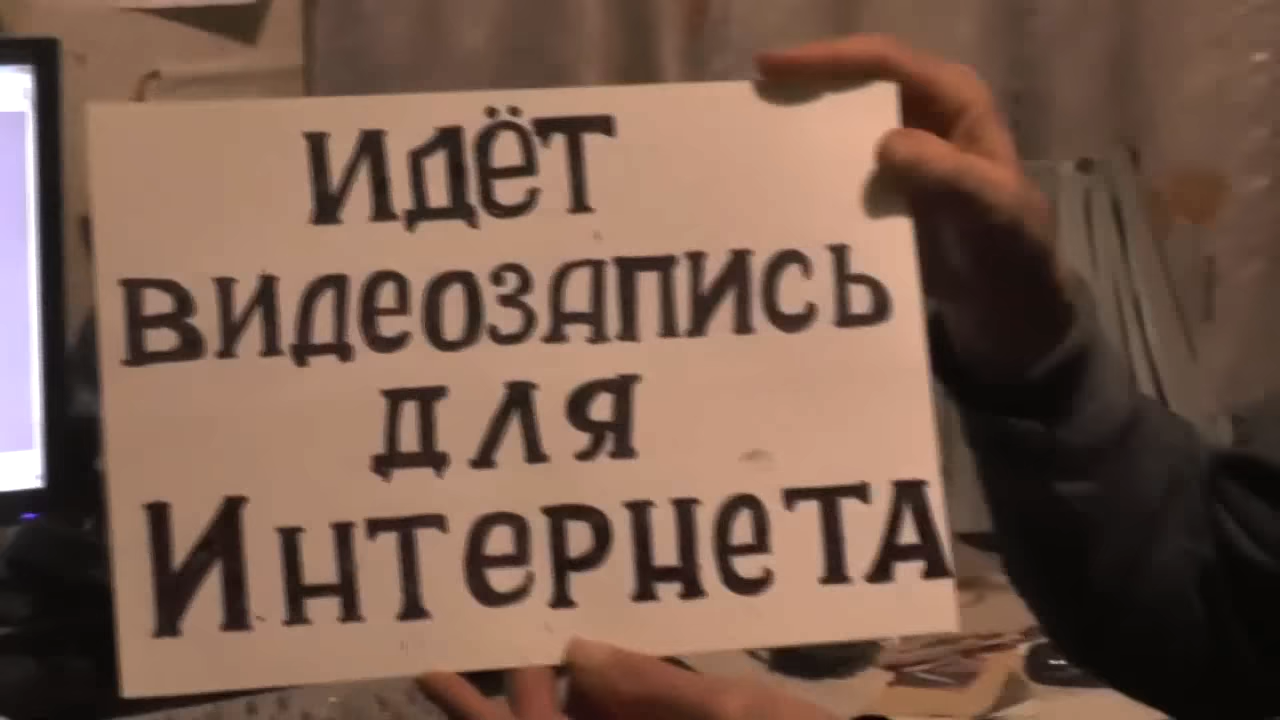 идёт
видеозапись
для
Интернета